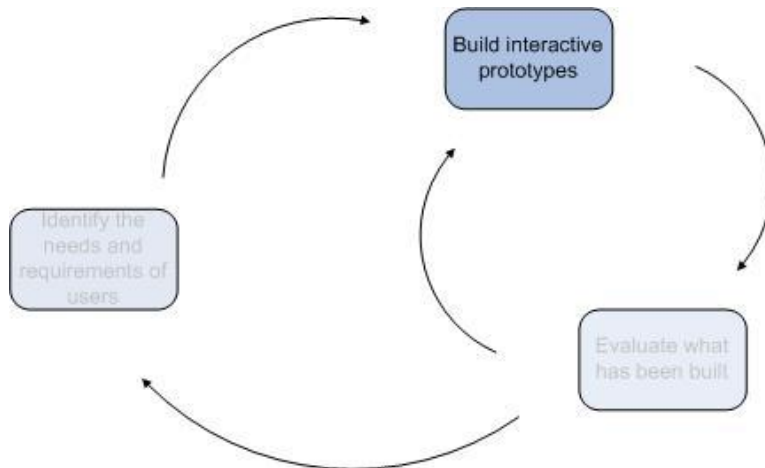 Build interactive
prototypes
Identify the
needs and
requirements of
users
Evaluate what
has been built